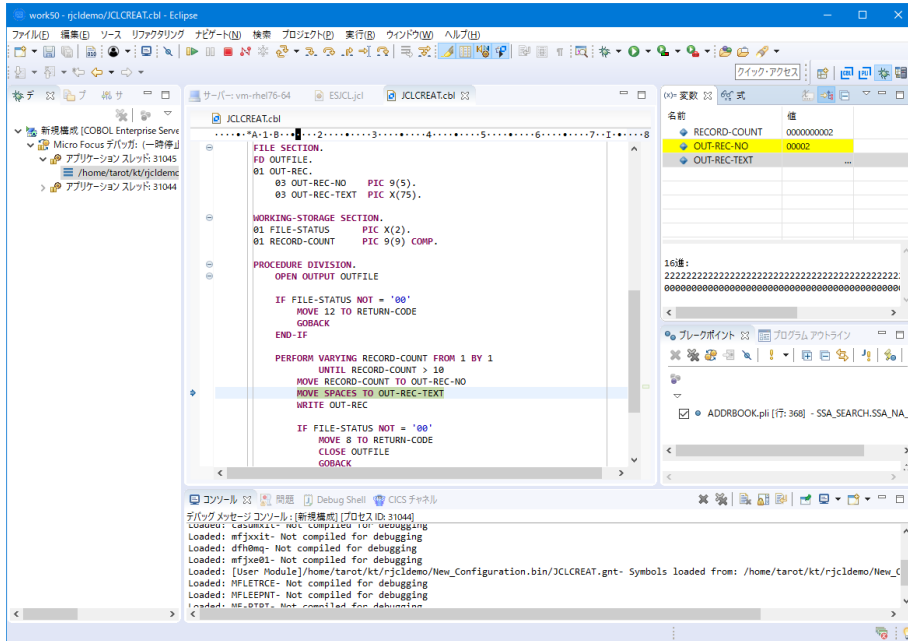 work50 - rjcldemo/JCLCREAT.cbl - Eclipse
ファイル(F) 編集(E) ソース リファクタリング ナビゲート(N) 検索 プロジェクト(P) 実行(R) ウィンドウ(W) ヘルプ(H)
クイック・アクセス
デ ブ サ
新規構成 [COBOL Enterprise Serve
Micro Focus デバッガ: (一時停止
アプリケーション スレッド: 31045
/home/tarot/kt/rjcldemc
アプリケーション スレッド: 31044
サーバー: vm-rhel76-64 ESJCL.jcl JCLCREAT.cbl
JCLCREAT.cbl
*A·1·B··
FILE SECTION.
FD OUTFILE.
01 OUT-REC.
03 OUT-REC-NO PIC 9(5).
03 OUT-REC-TEXT PIC X(75).
WORKING-STORAGE SECTION.
01 FILE-STATUS PIC X(2).
01 RECORD-COUNT PIC 9(9) COMP.
PROCEDURE DIVISION.
OPEN OUTPUT OUTFILE
IF FILE-STATUS NOT = '00'
MOVE 12 TO RETURN-CODE
GOBACK
END-IF
PERFORM VARYING RECORD-COUNT FROM 1 BY 1
UNTIL RECORD-COUNT > 10
MOVE RECORD-COUNT TO OUT-REC-NO
MOVE SPACES TO OUT-REC-TEXT
WRITE OUT-REC
IF FILE-STATUS NOT = '00'
MOVE 8 TO RETURN-CODE
CLOSE OUTFILE
GOBACK
(x)= 変数 式
名前 値
RECORD-COUNT 0000000002
OUT-REC-NO 00002
OUT-REC-TEXT ...
16進:
ブレークポイント プログラム アウトライン
ADDRBOOK.pli [行: 368] - SSA_SEARCH.SSA_NA_
コンソール 問題 Debug Shell CICS チャネル
デバッグ メッセージ コンソール : [新規構成] [プロセス ID: 31044]
Loaded: casumxit- Not compiled for debugging
Loaded: mfjxxit- Not compiled for debugging
Loaded: dfh0mq- Not compiled for debugging
Loaded: mfjxe01- Not compiled for debugging
Loaded: [User Module]/home/tarot/kt/rjcldemo/New_Configuration.bin/JCLCREAT.gnt- Symbols loaded from: /home/tarot/kt/rjcldemo/New_C
Loaded: MFLETRCE- Not compiled for debugging
Loaded: MFLEEPNT- Not compiled for debugging